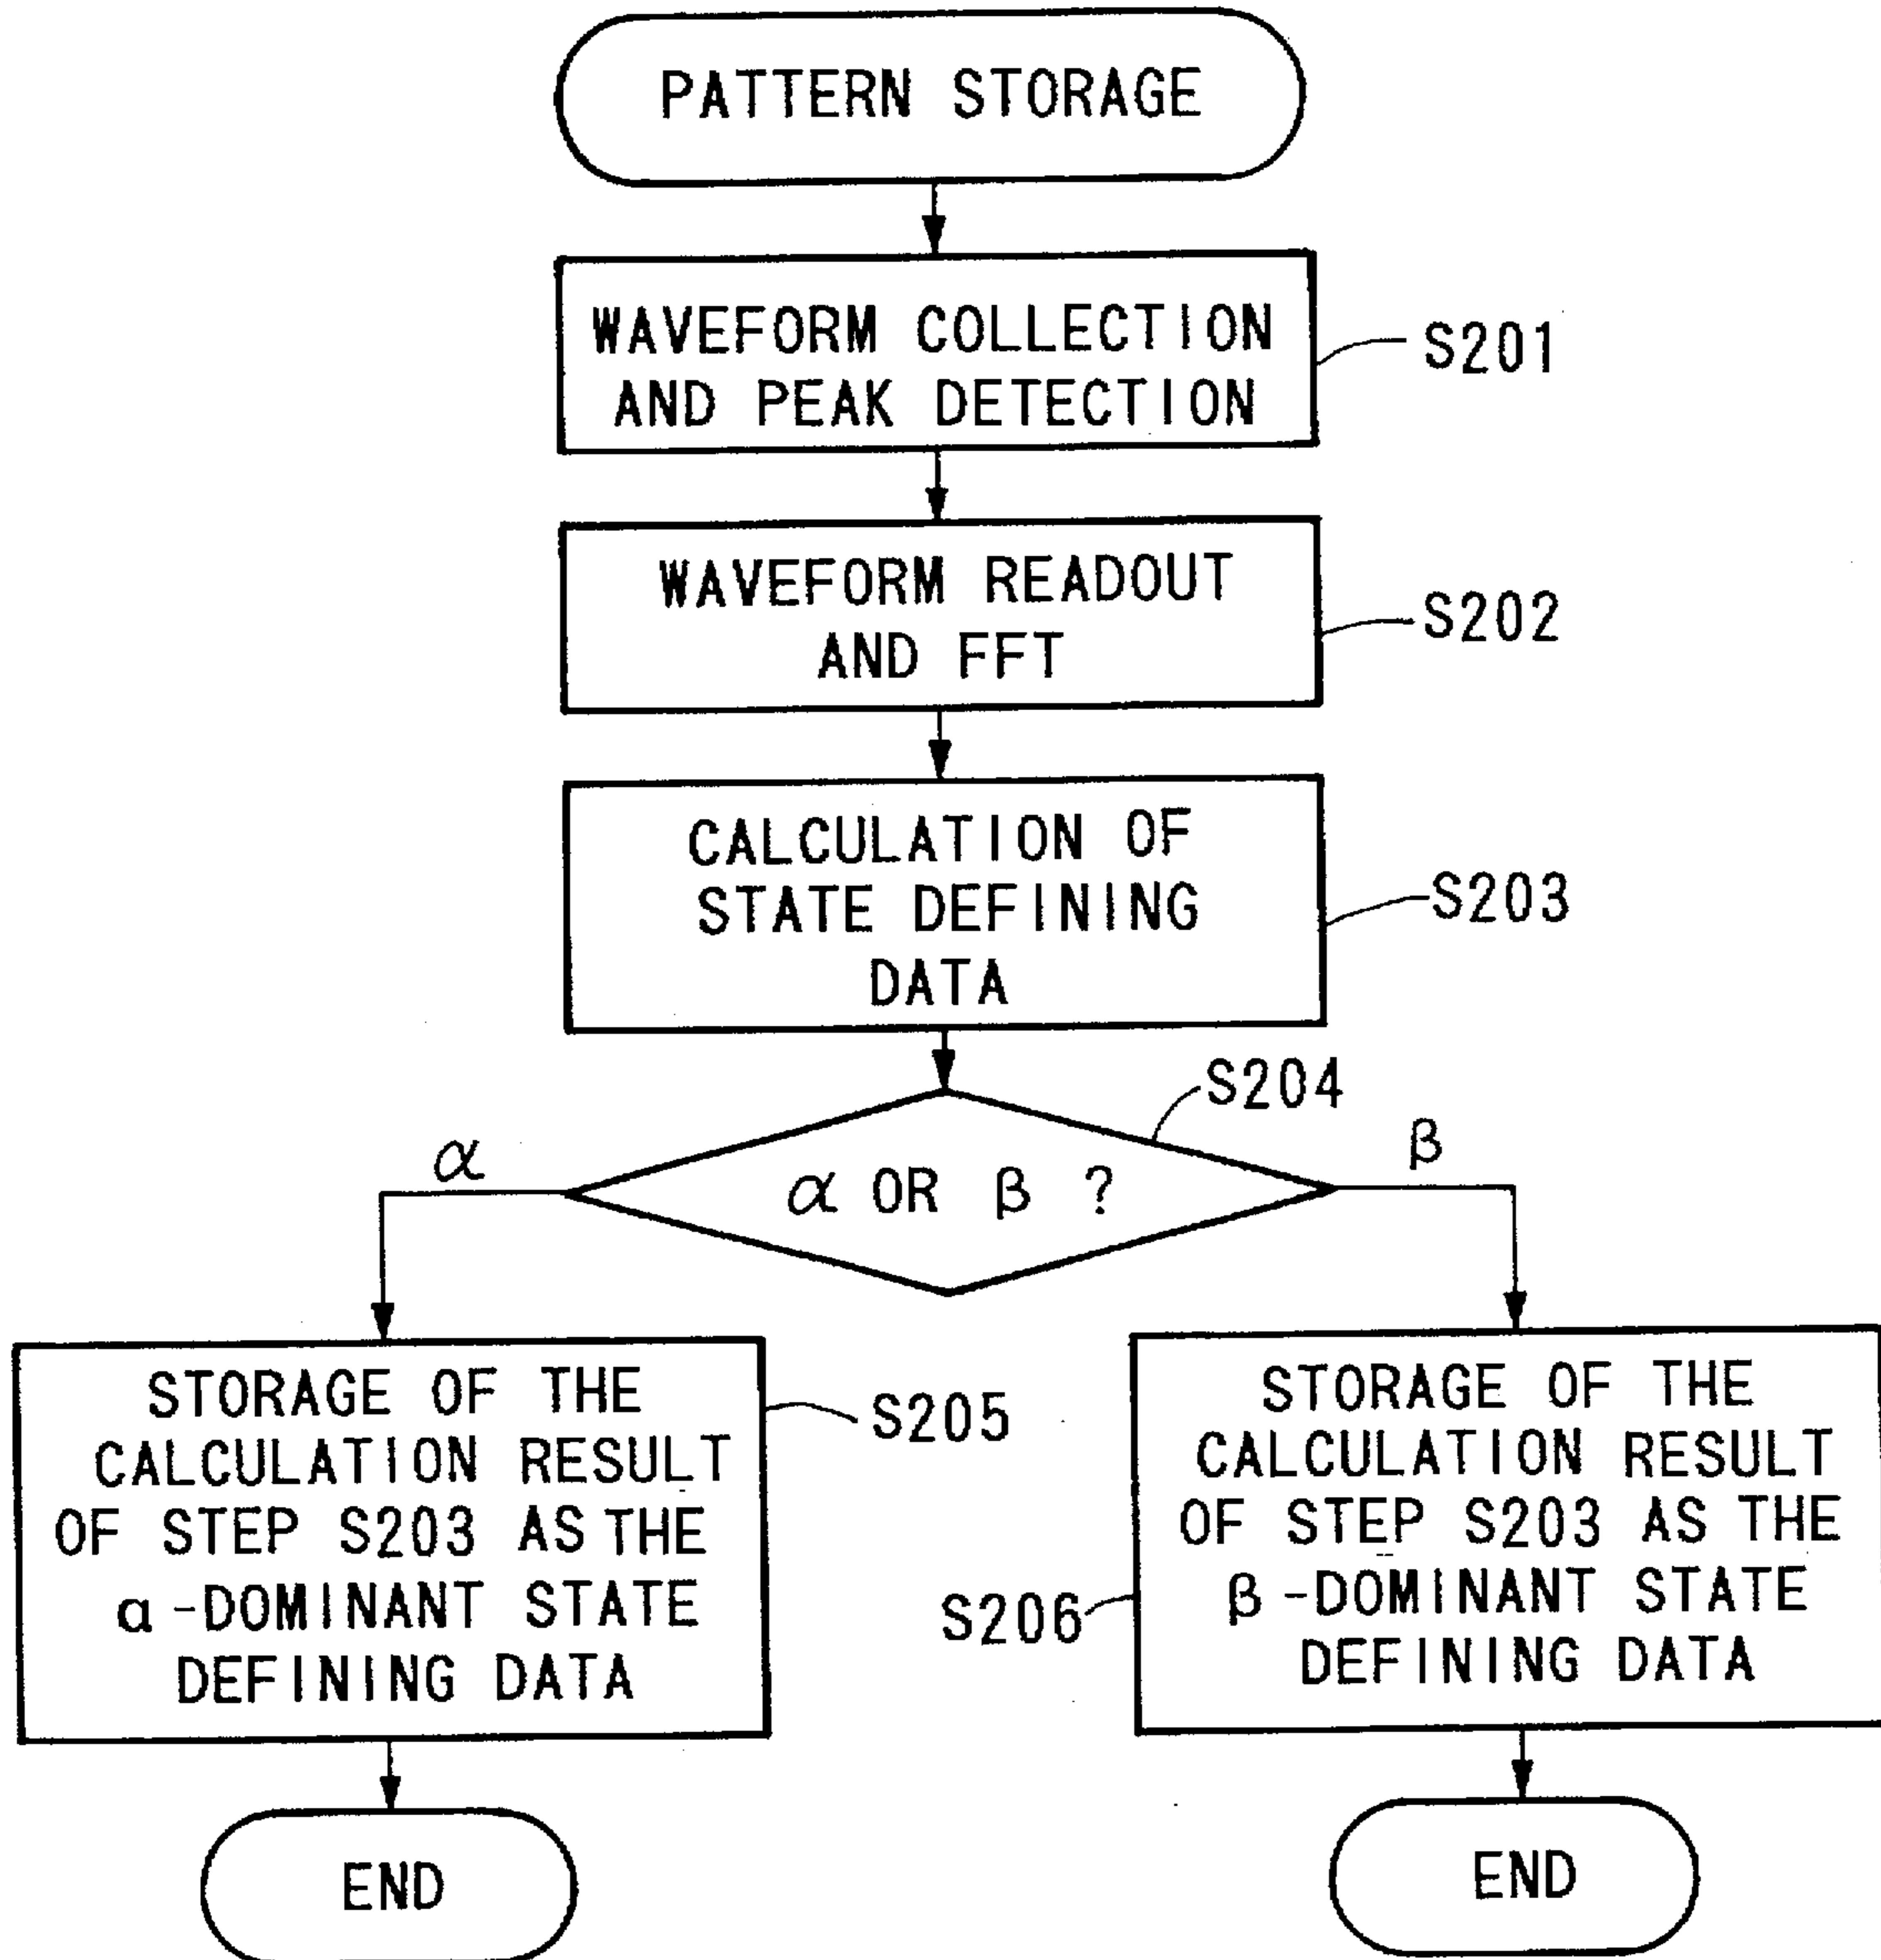 PATTERN STORAGE
WAVEFORM COLLECTION
AND PEAK DETECTION
S201
WAVEFORM READOUT
AND FFT
S202
CALCULATION OF
STATE DEFINING
DATA
S203
S204
α
α OR β ?
β
STORAGE OF THE
CALCULATION RESULT
OF STEP S203 AS THE
α-DOMINANT STATE
DEFINING DATA
S205
STORAGE OF THE
CALCULATION RESULT
OF STEP S203 AS THE
β-DOMINANT STATE
DEFINING DATA
S206
END
END